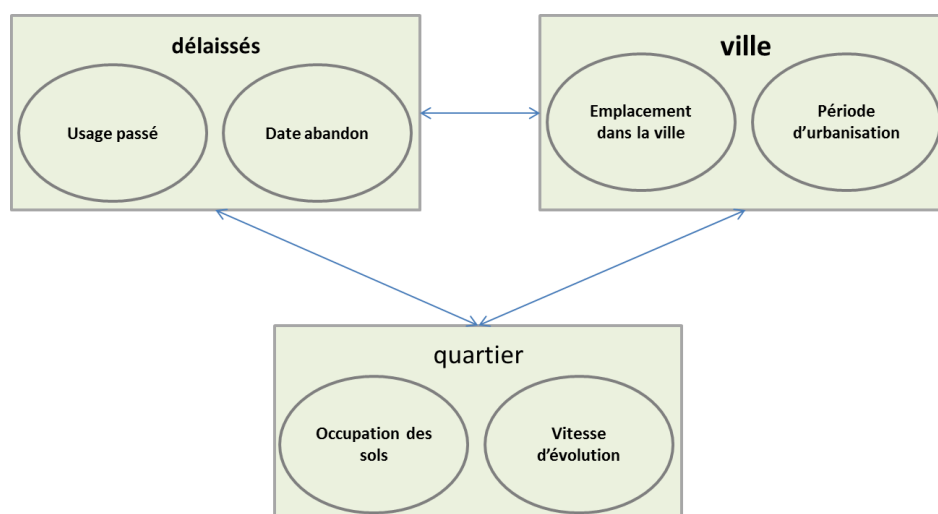 délaissés
Usage passé
Date abandon
ville
Emplacement
dans la ville
Période
d'urbanisation
quartier
Occupation des
sols
Vitesse
d'évolution